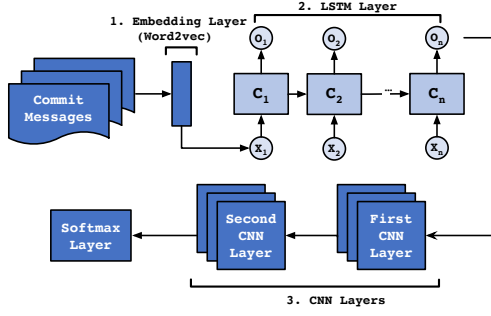 1. Embedding Layer
(Word2vec)
2. LSTM Layer
O1 O2 On
Commit
Messages
C1 C2 ... Cn
X1 X2 Xn
Softmax
Layer
Second
CNN
Layer
First
CNN
Layer
3. CNN Layers